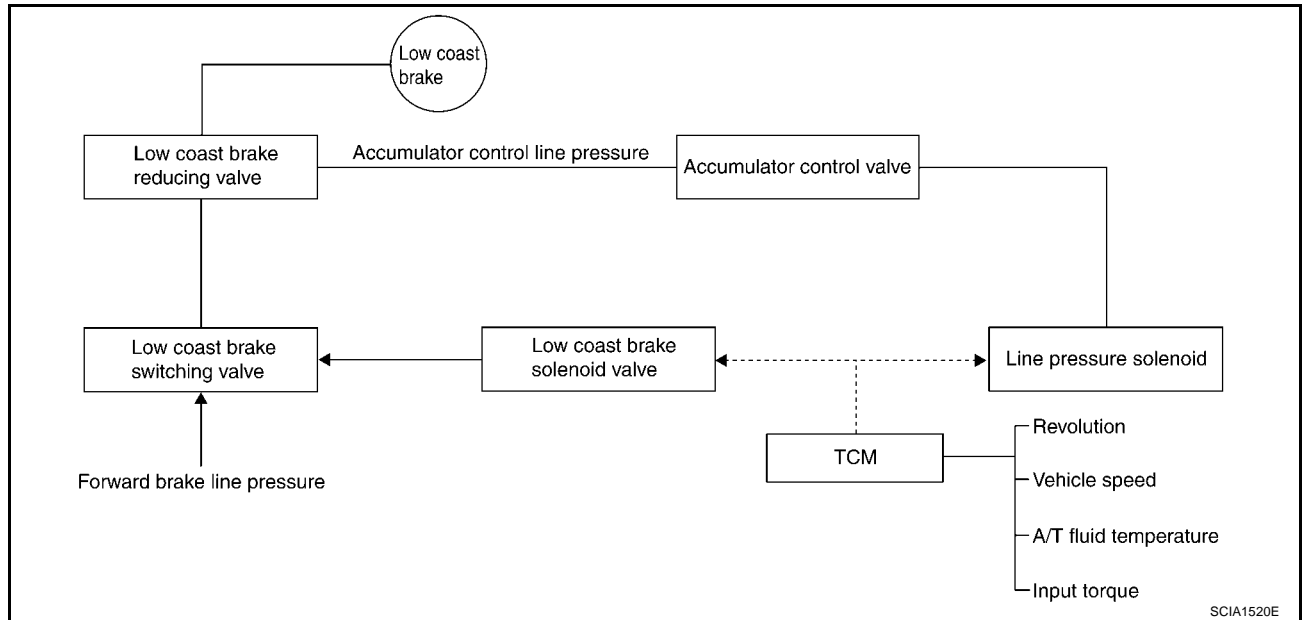 Low coast
brake
Low coast brake
reducing valve
Accumulator control line pressure
Accumulator control valve
Low coast brake
switching valve
Low coast brake
solenoid valve
Line pressure solenoid
Forward brake line pressure
TCM
Revolution
Vehicle speed
A/T fluid temperature
Input torque
SCIA1520E